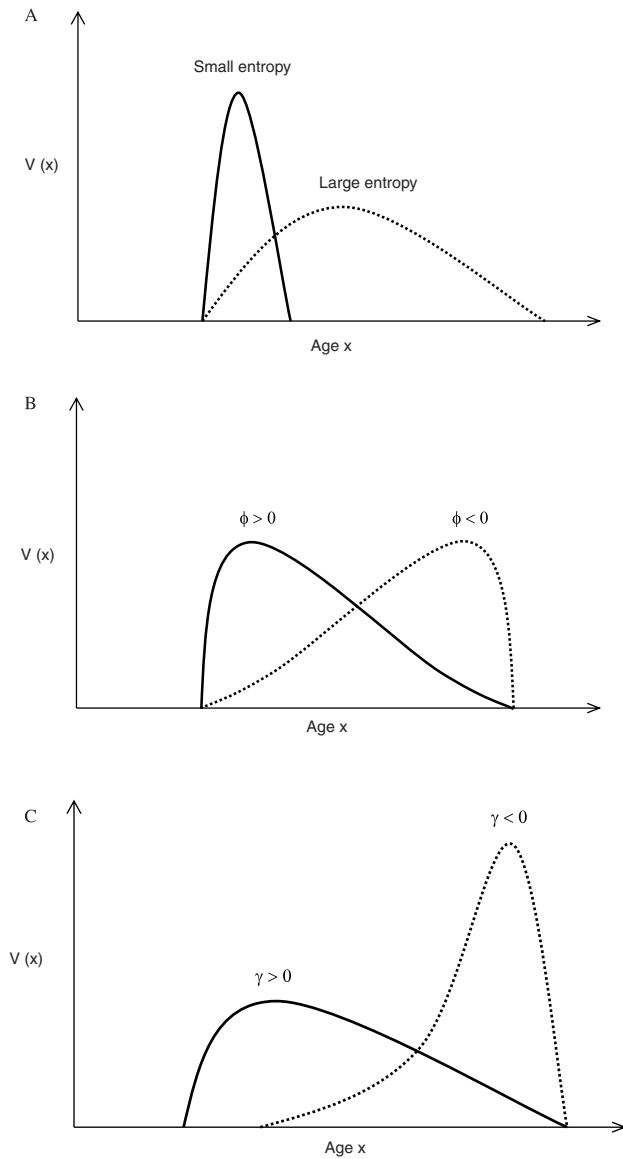 A
Small entropy
V (x)
Large entropy
Age x
B
ϕ > 0
ϕ < 0
V (x)
Age x
C
γ < 0
V (x)
γ > 0
Age x